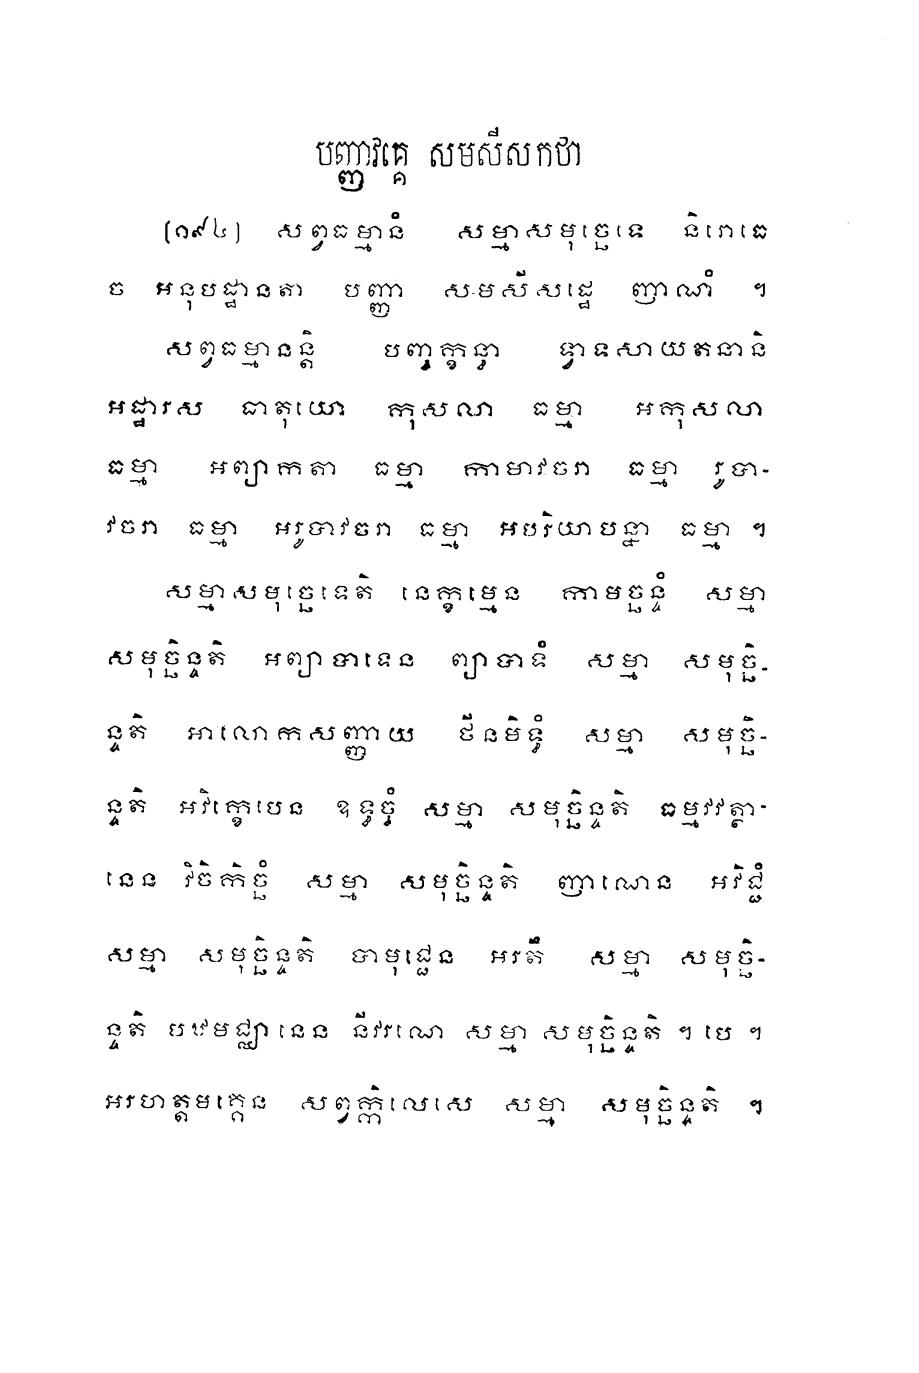 បញ្ញាវគ្គេ សមសីសកថា
[១៩៤] សព្វធម្មានំ សម្មាសមុច្ឆេទេ និរោធេ
ច អនុបដ្ឋានតា បញ្ញា សមសីសដ្ឋេ ញាណំ ។
សព្វធម្មានន្តិ បញ្ចក្ខន្ធា ទ្វាទសាយតនានិ
អដ្ឋារស ធាតុយោ កុសលា ធម្មា អកុសលា
ធម្មា អព្យាកតា ធម្មា កាមាវចរា ធម្មា រូបា-
វចរា ធម្មា អរូបាវចរា ធម្មា អបរិយាបន្នា ធម្មា ។
សម្មាសមុច្ឆេទេតិ នេក្ខម្មេន កាមច្ឆន្ទំ សម្មា
សមុច្ឆិន្ទតិ អព្យាបាទេន ព្យាបាទំ សម្មា សមុច្ឆិ-
ន្ទតិ អាលោកសញ្ញាយ ថីនមិទ្ធំ សម្មា សមុច្ឆិ-
ន្ទតិ អវិក្ខេបេន ឧទ្ធច្ចំ សម្មា សមុច្ឆិន្ទតិ ធម្មវវត្ថា-
នេន វិចិកិច្ឆំ សម្មា សមុច្ឆិន្ទតិ ញាណេន អវិជ្ជំ
សម្មា សមុច្ឆិន្ទតិ បាមុជ្ជេន អរតឹ សម្មា សមុច្ឆិ-
ន្ទតិ បឋមជ្ឈានេន នីវរណេ សម្មា សមុច្ឆិន្ទតិ ។ បេ ។
អរហត្តមគ្គេន សព្វក្កិលេសេ សម្មា សមុច្ឆិន្ទតិ ។